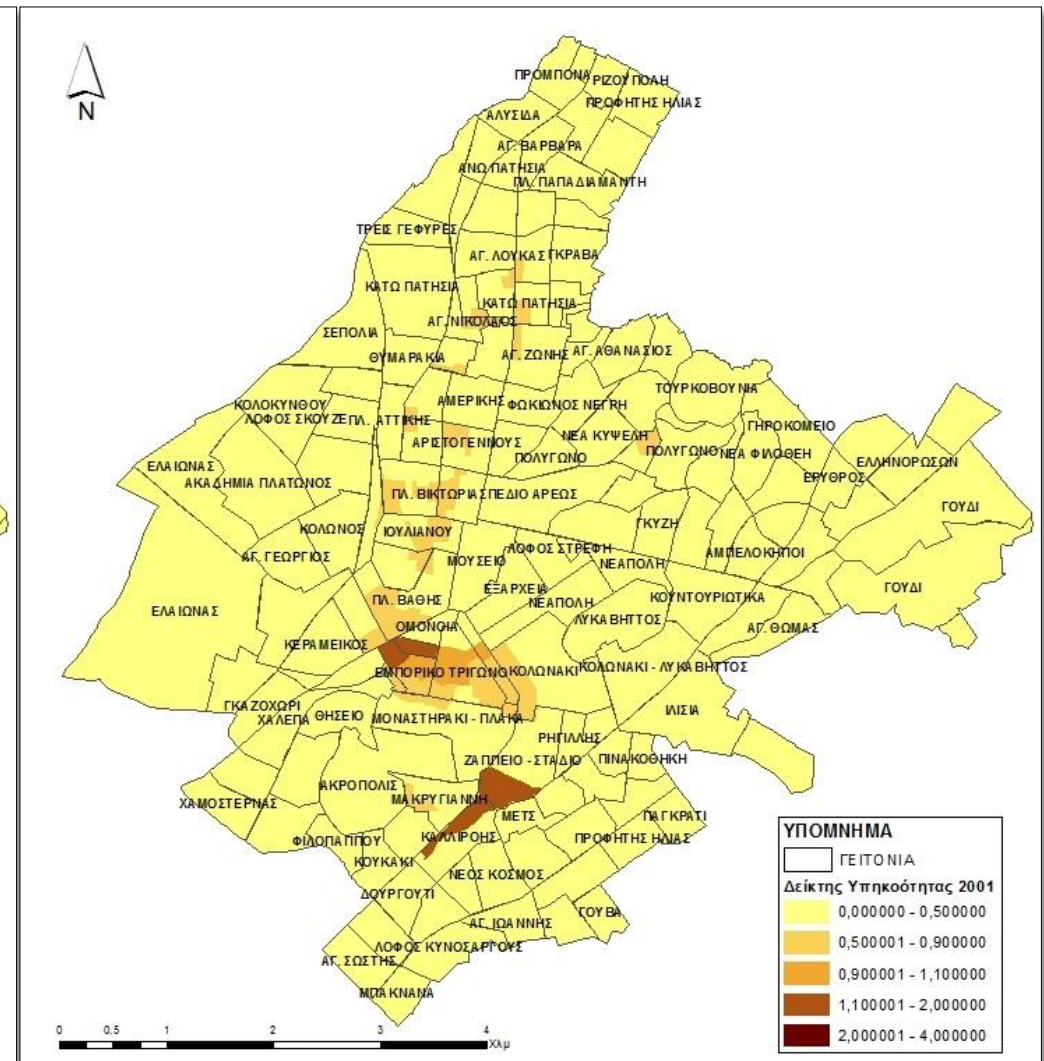 N
ΠΡΟΜΠΟΝΑ
ΡΙΖΟΥΠΟΛΗ
ΠΡΟΦΗΤΗΣ ΗΛΙΑΣ
ΑΛΥΣΙΔΑ
ΑΓ. ΒΑΡΒΑΡΑ
ΑΝΩ ΠΑΤΗΣΙΑ
ΠΛ. ΠΑΠΑΔΙΑΜΑΝΤΗ
ΤΡΕΙΣ ΓΕΦΥΡΕΣ
ΑΓ. ΛΟΥΚΑΣ
ΓΚΡΑΒΑ
ΚΑΤΩ ΠΑΤΗΣΙΑ
ΚΑΤΩ ΠΑΤΗΣΙΑ
ΑΓ. ΝΙΚΟΛΑΟΣ
ΣΕΠΟΛΙΑ
ΘΥΜΑΡΑΚΙΑ
ΑΓ. ΖΩΝΗΣ
ΑΓ. ΑΘΑΝΑΣΙΟΣ
ΤΟΥΡΚΟΒΟΥΝΙΑ
ΚΟΛΟΚΥΝΘΟΥ
ΛΟΦΟΣ ΣΚΟΥΖΕ
ΠΛ. ΑΤΤΙΚΗΣ
ΑΜΕΡΙΚΗΣ
ΦΩΚΙΩΝΟΣ ΝΕΓΡΗ
ΓΗΡΟΚΟΜΕΙΟ
ΑΡΙΣΤΟΓΕΝΝΟΥΣ
ΝΕΑ ΚΥΨΕΛΗ
ΠΟΛΥΓΩΝΟ
ΠΟΛΥΓΩΝΟ
ΝΕΑ ΦΙΛΟΘΕΗ
ΕΛΛΗΝΟΡΩΣΩΝ
ΕΛΑΙΩΝΑΣ
ΑΚΑΔΗΜΙΑ ΠΛΑΤΩΝΟΣ
ΕΡΥΘΡΟΣ
ΠΛ. ΒΙΚΤΩΡΙΑΣ
ΠΕΔΙΟ ΑΡΕΩΣ
ΓΟΥΔΙ
ΚΟΛΩΝΟΣ
ΙΟΥΛΙΑΝΟΥ
ΓΚΥΖΗ
ΑΓ. ΓΕΩΡΓΙΟΣ
ΜΟΥΣΕΙΟ
ΛΟΦΟΣ ΣΤΡΕΦΗ
ΝΕΑΠΟΛΗ
ΑΜΠΕΛΟΚΗΠΟΙ
ΓΟΥΔΙ
ΕΞΑΡΧΕΙΑ
ΠΛ. ΒΑΘΗΣ
ΝΕΑΠΟΛΗ
ΚΟΥΝΤΟΥΡΙΩΤΙΚΑ
ΕΛΑΙΩΝΑΣ
ΟΜΟΝΟΙΑ
ΛΥΚΑΒΗΤΤΟΣ
ΑΓ. ΘΩΜΑΣ
ΚΕΡΑΜΕΙΚΟΣ
ΕΜΠΟΡΙΚΟ ΤΡΙΓΩΝΟ
ΚΟΛΩΝΑΚΙ
ΚΟΛΩΝΑΚΙ - ΛΥΚΑΒΗΤΤΟΣ
ΓΚΑΖΟΧΩΡΙ
ΧΑΛΕΠΑ
ΘΗΣΕΙΟ
ΜΟΝΑΣΤΗΡΑΚΙ - ΠΛΑΚΑ
ΙΛΙΣΙΑ
ΡΗΓΙΛΛΗΣ
ΖΑΠΠΕΙΟ - ΣΤΑΔΙΟ
ΠΙΝΑΚΟΘΗΚΗ
ΑΚΡΟΠΟΛΙΣ
ΜΑΚΡΥΓΙΑΝΝΗ
ΧΑΜΟΣΤΕΡΝΑΣ
ΜΕΤΣ
ΠΑΓΚΡΑΤΙ
ΦΙΛΟΠΑΠΠΟΥ
ΚΑΛΛΙΡΟΗΣ
ΠΡΟΦΗΤΗΣ ΗΛΙΑΣ
ΚΟΥΚΑΚΙ
ΝΕΟΣ ΚΟΣΜΟΣ
ΔΟΥΡΓΟΥΤΙ
ΓΟΥΒΑ
ΑΓ. ΙΩΑΝΝΗΣ
ΛΟΦΟΣ ΚΥΝΟΣΑΡΓΟΥΣ
ΑΓ. ΣΩΣΤΗΣ
ΜΠΑΚΝΑΝΑ
ΥΠΟΜΝΗΜΑ
ΓΕΙΤΟΝΙΑ
Δείκτης Υπηκοότητας 2001
0,000000 - 0,500000
0,500001 - 0,900000
0,900001 - 1,100000
1,100001 - 2,000000
2,000001 - 4,000000
0 0,5 1 2 3 4
Χλμ